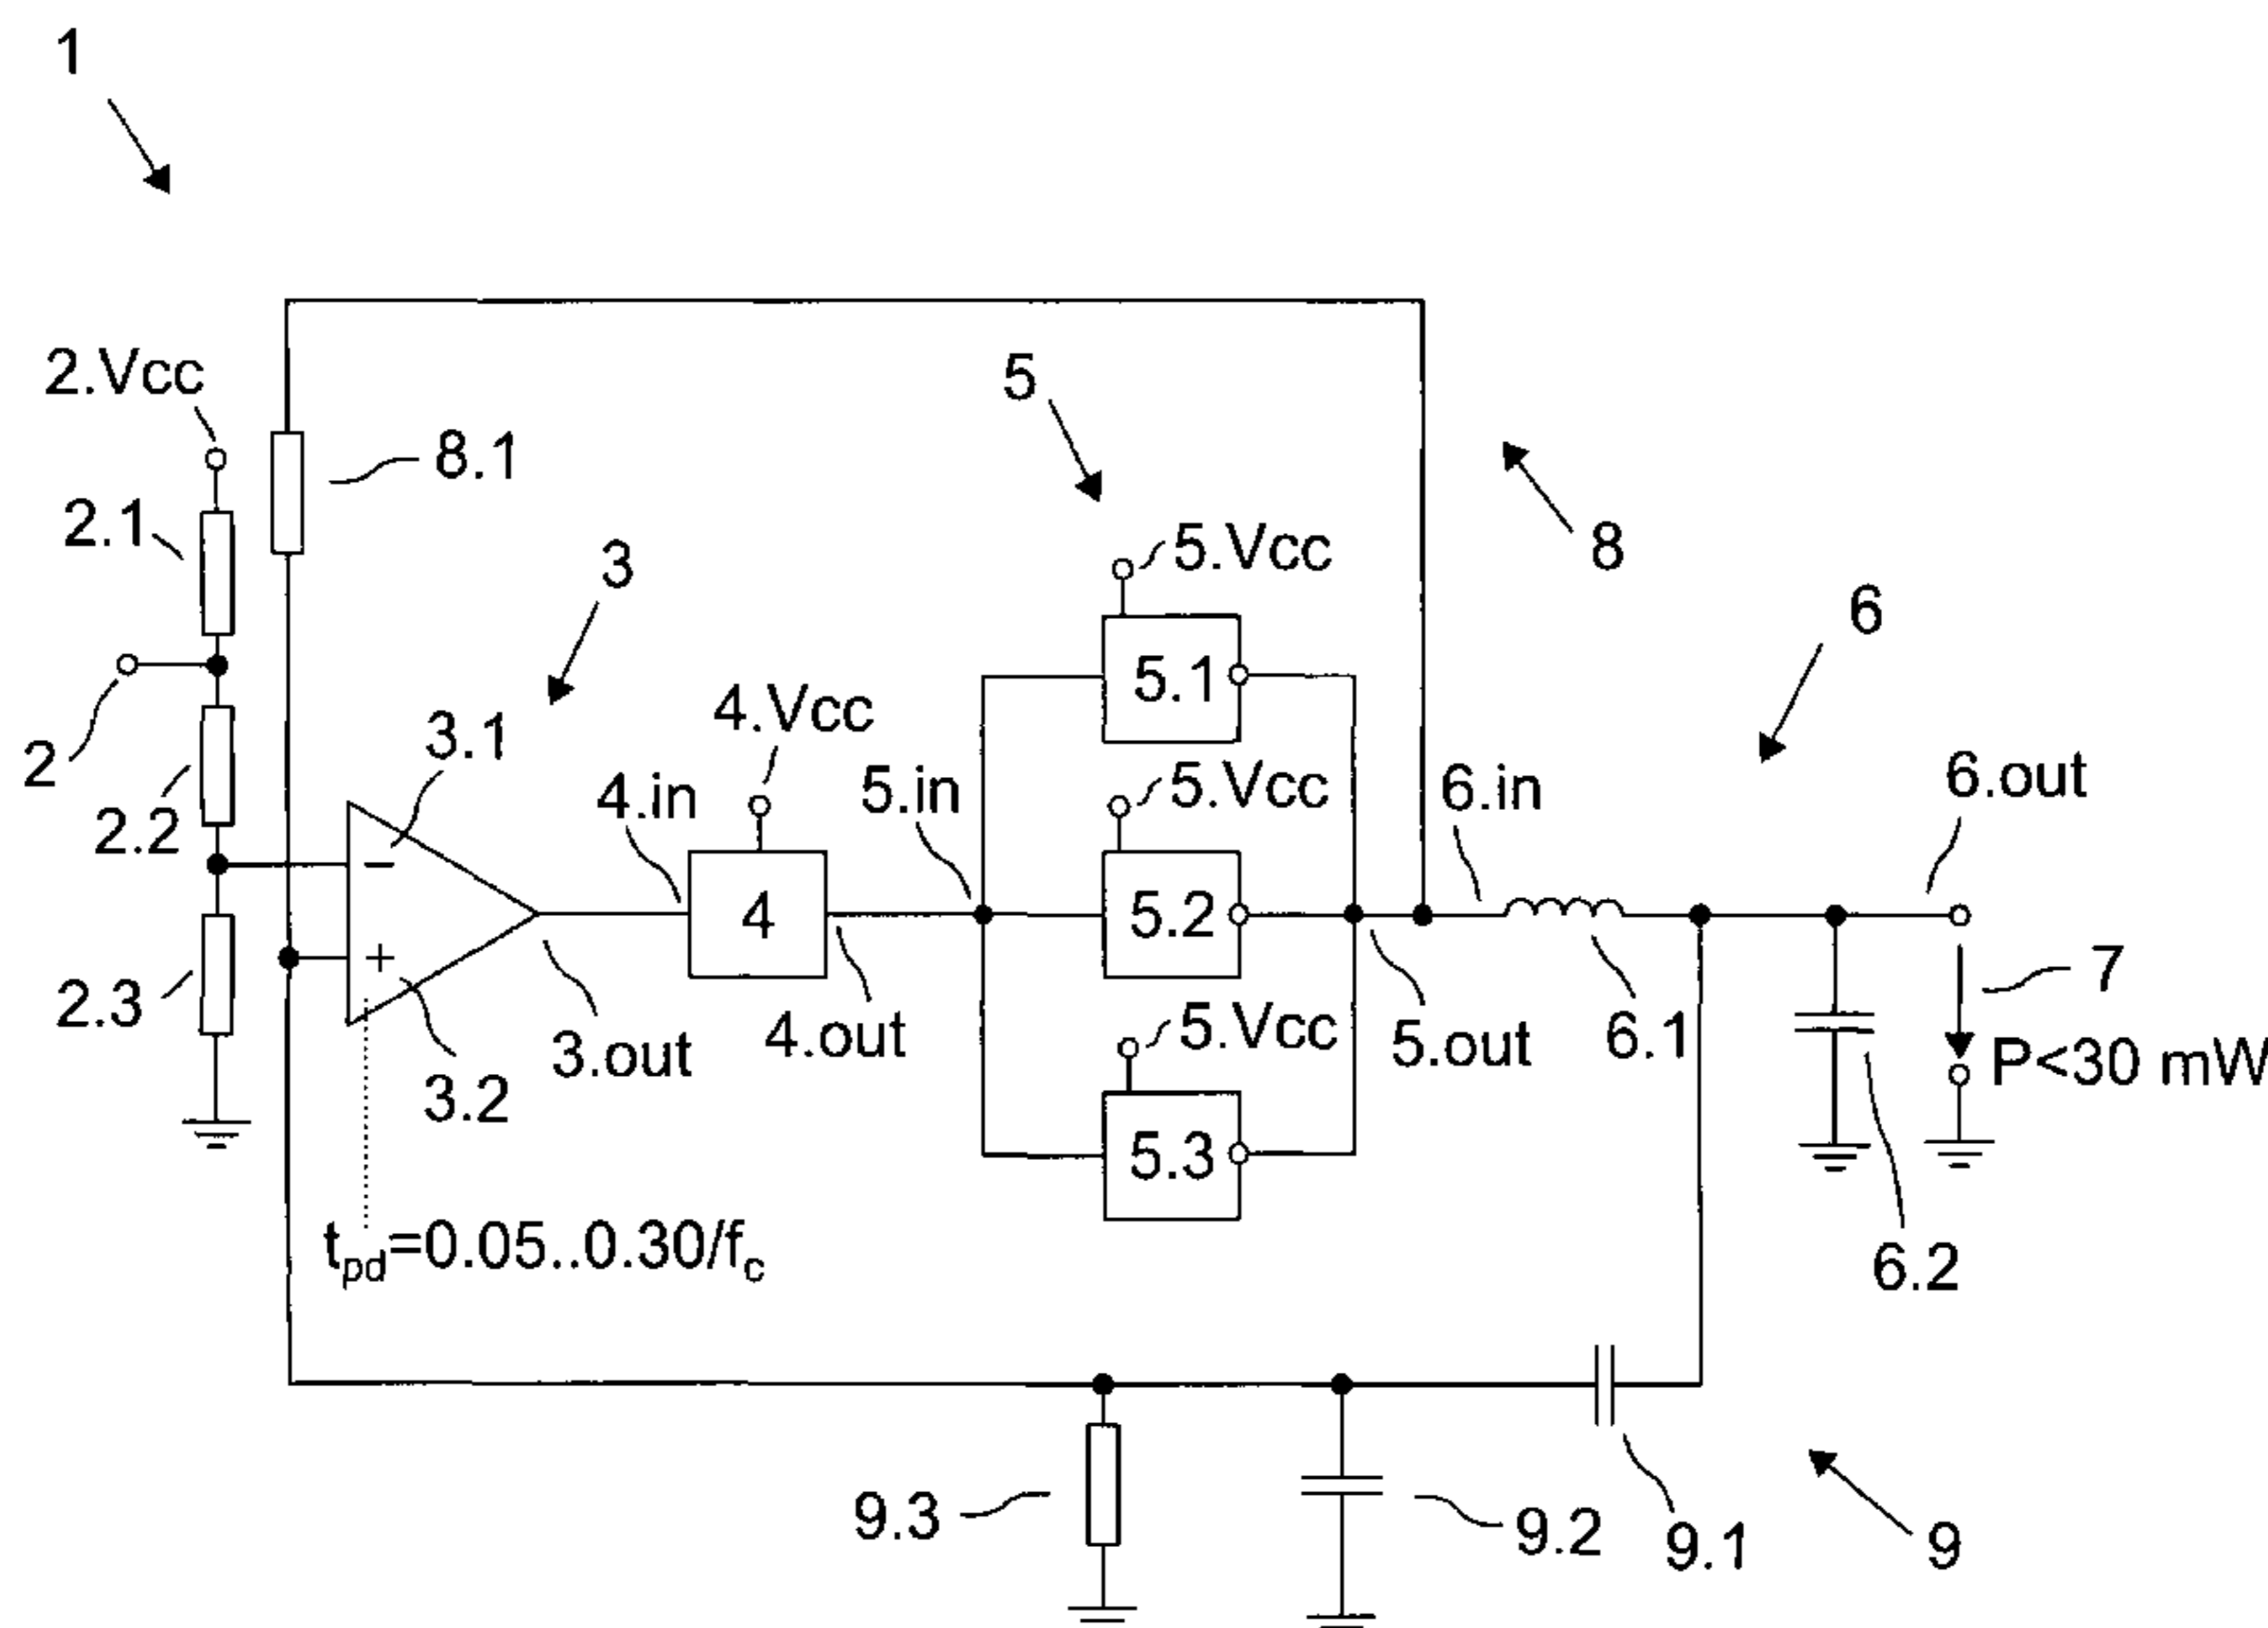 1
2.Vcc
8.1
5
2.1
3
5.Vcc
8
6
4.Vcc
3.1
5.1
2
2.2
4.in
5.in
5.Vcc
6.in
6.out
−
4
5.2
7
2.3
+
3.2
3.out
4.out
5.Vcc
5.out
6.1
P<30 mW
5.3
tpd=0.05..0.30/fc
6.2
9.3
9.2
9.1
9